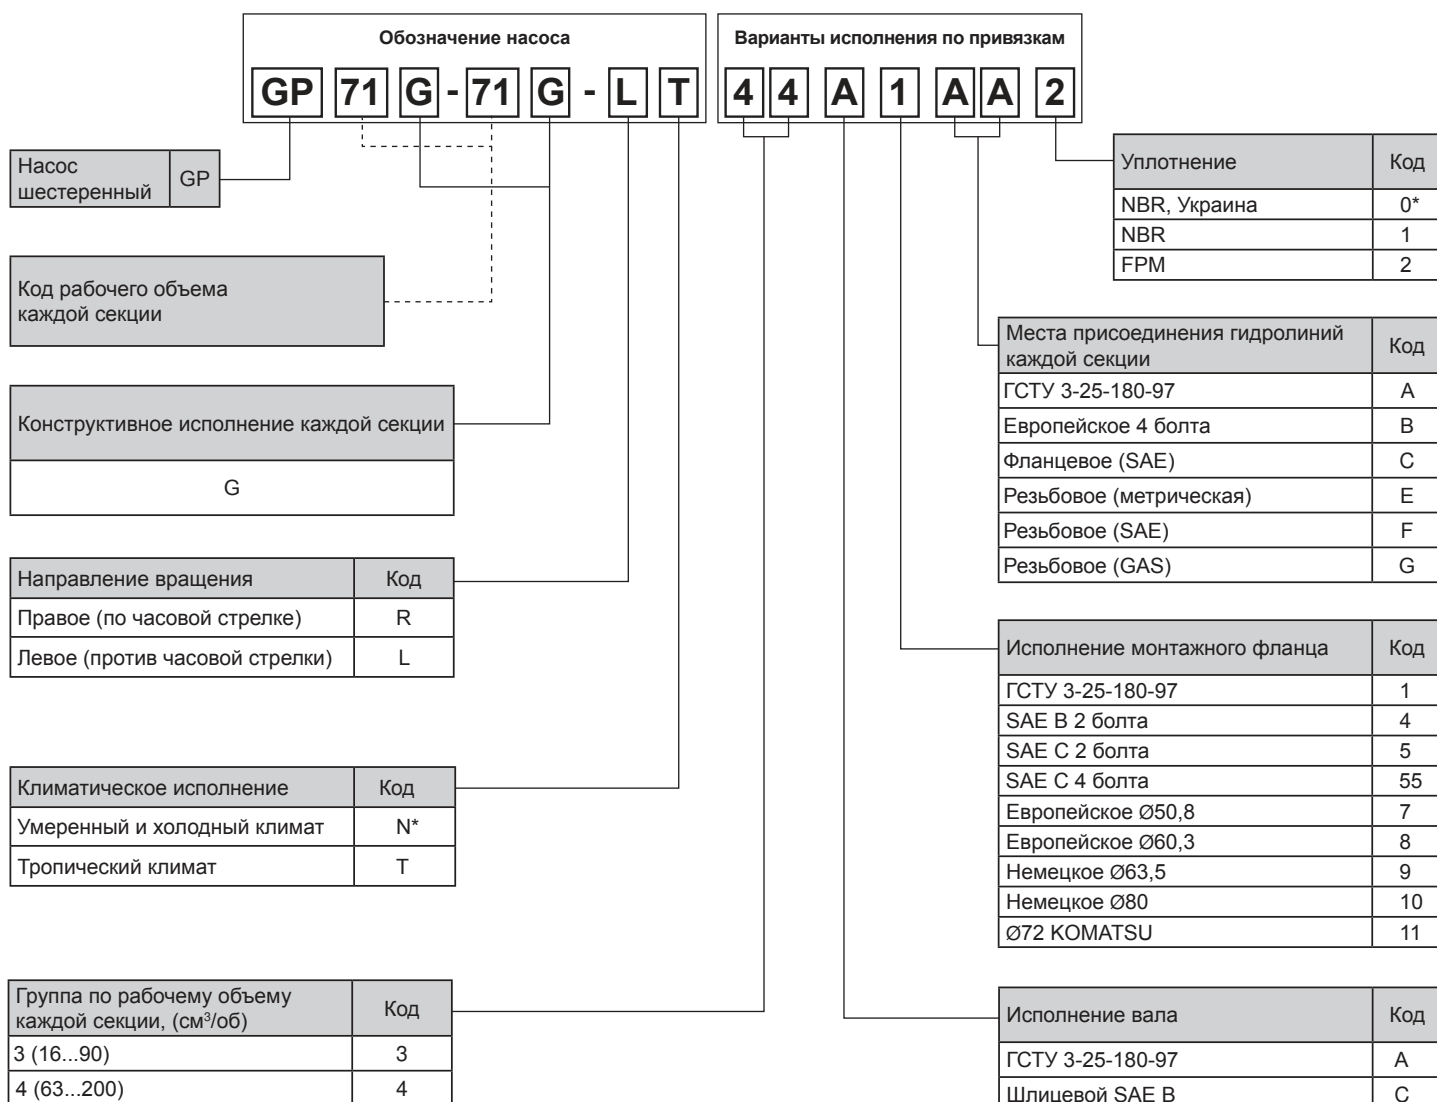 Обозначение насоса
Варианты исполнения по привязкам
GP 71 G - 71 G - L T 4 4 A 1 A A 2
Насос
шестеренный
GP
Код рабочего объема
каждой секции
Конструктивное исполнение каждой секции
G
Направление вращения Код
Правое (по часовой стрелке) R
Левое (против часовой стрелки) L
Климатическое исполнение Код
Умеренный и холодный климат N*
Тропический климат T
Группа по рабочему объему
каждой секции, (см³/об) Код
3 (16...90) 3
4 (63...200) 4
Уплотнение Код
NBR, Украина 0*
NBR 1
FPM 2
Места присоединения гидролиний
каждой секции Код
ГСТУ 3-25-180-97 A
Европейское 4 болта B
Фланцевое (SAE) C
Резьбовое (метрическая) E
Резьбовое (SAE) F
Резьбовое (GAS) G
Исполнение монтажного фланца Код
ГСТУ 3-25-180-97 1
SAE B 2 болта 4
SAE C 2 болта 5
SAE C 4 болта 55
Европейское Ø50,8 7
Европейское Ø60,3 8
Немецкое Ø63,5 9
Немецкое Ø80 10
Ø72 KOMATSU 11
Исполнение вала Код
ГСТУ 3-25-180-97 A
Шлицевой SAE B C